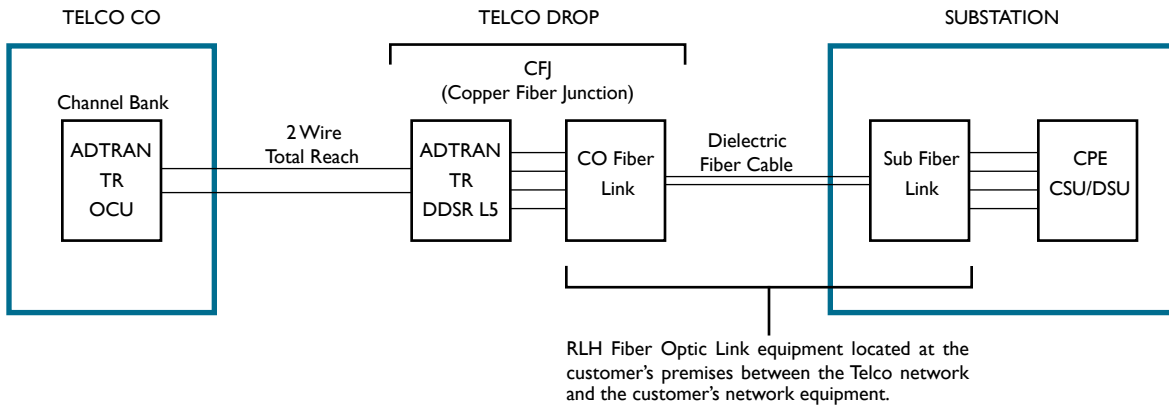 TELCO CO
TELCO DROP
SUBSTATION
CFJ
(Copper Fiber Junction)
Channel Bank
ADTRAN
TR
OCU
2 Wire
Total Reach
ADTRAN
TR
DDSR L5
CO Fiber
Link
Dielectric
Fiber Cable
Sub Fiber
Link
CPE
CSU/DSU
RLH Fiber Optic Link equipment located at the
customer's premises between the Telco network
and the customer's network equipment.